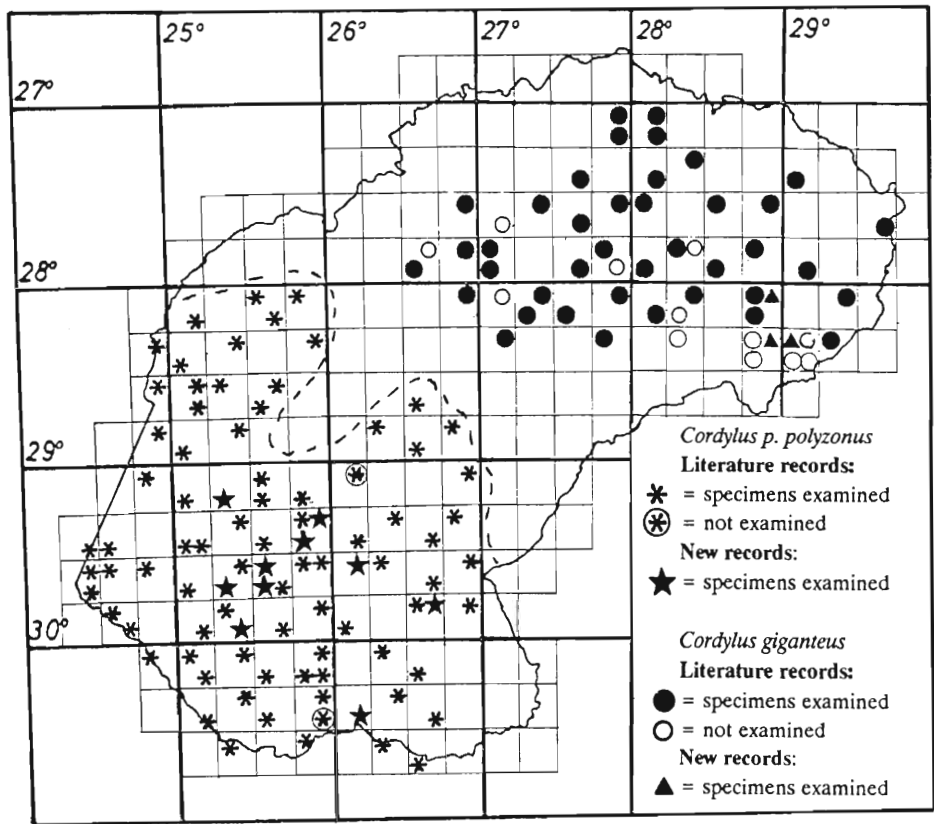 25° 26° 27° 28° 29°
27°
28°
29°
30°
Cordylus p. polyzonus
Literature records:
= specimens examined
= not examined
New records:
= specimens examined
Cordylus giganteus
Literature records:
= specimens examined
= not examined
New records:
= specimens examined